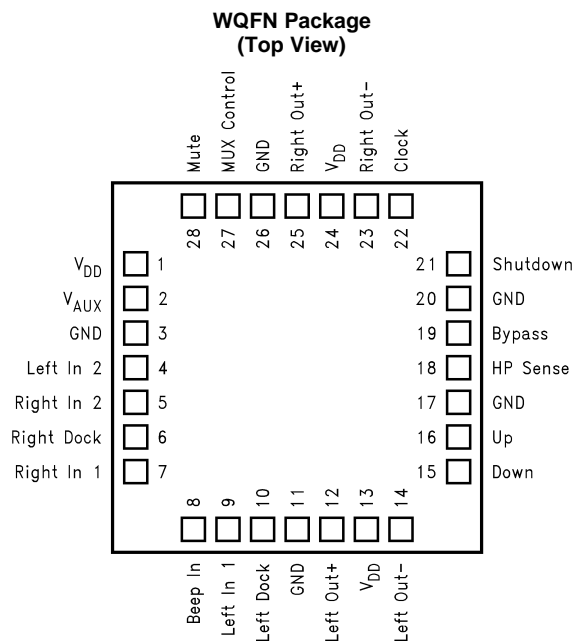 WQFN Package
(Top View)
Mute
MUX Control
GND
Right Out+
VDD
Right Out-
Clock
28
27
26
25
24
23
22
VDD 1
VAUX 2
GND 3
Left In 2 4
Right In 2 5
Right Dock 6
Right In 1 7
21 Shutdown
20 GND
19 Bypass
18 HP Sense
17 GND
16 Up
15 Down
8
9
10
11
12
13
14
Beep In
Left In 1
Left Dock
GND
Left Out+
VDD
Left Out-